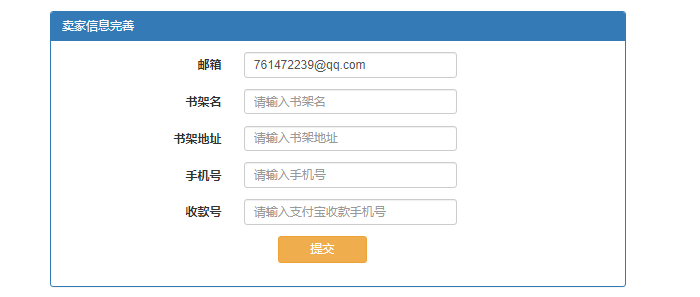 卖家信息完善
邮箱 761472239@qq.com
书架名 请输入书架名
书架地址 请输入书架地址
手机号 请输入手机号
收款号 请输入支付宝收款手机号
提交